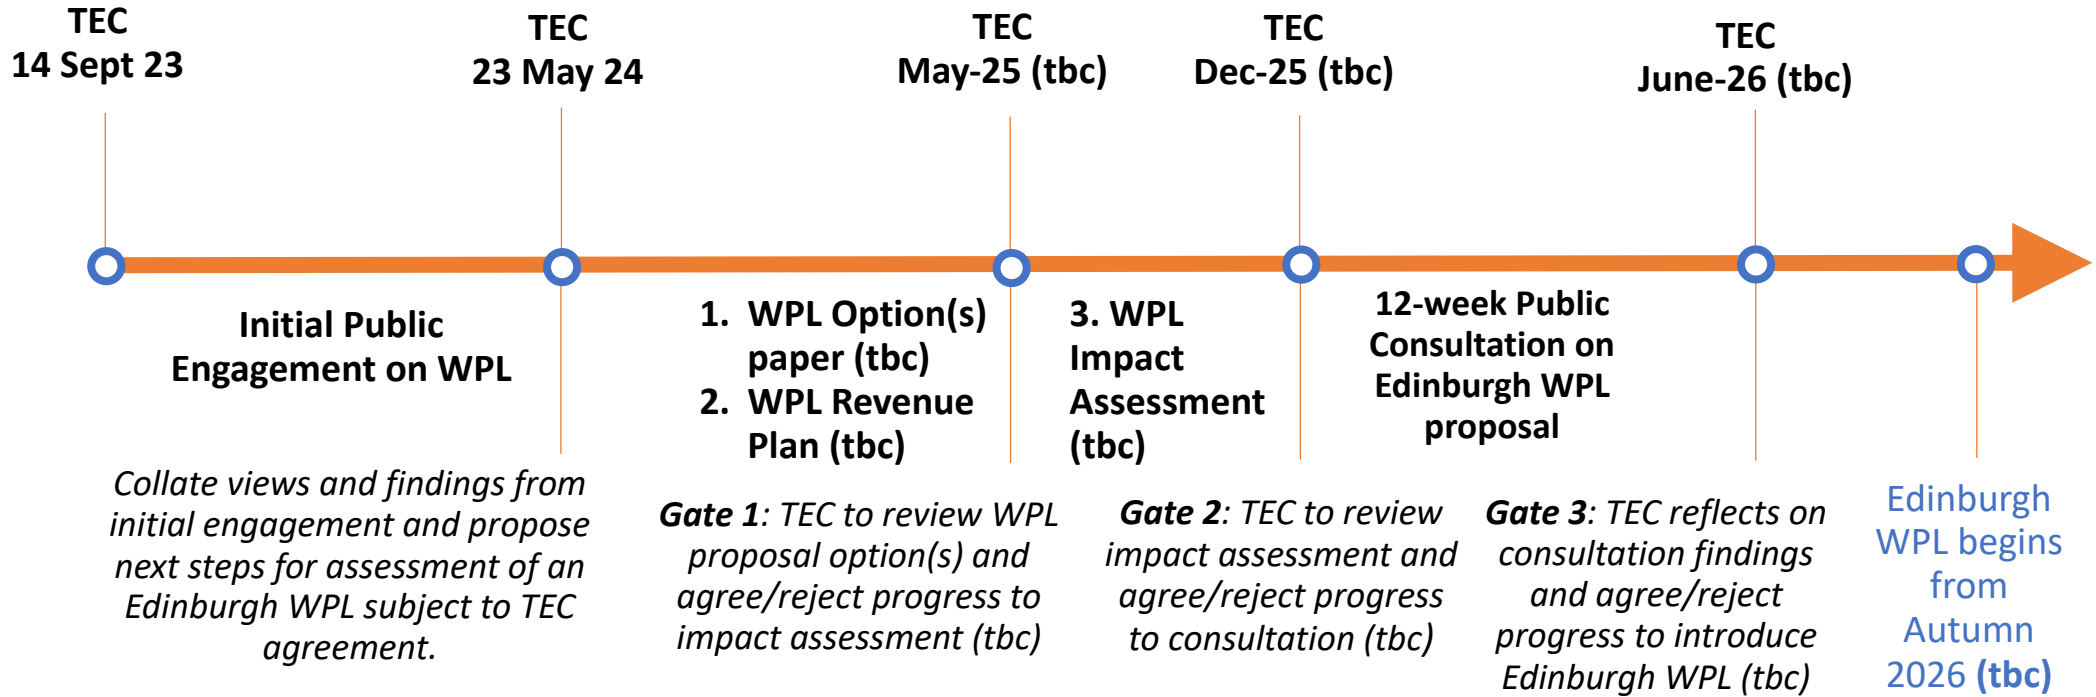 TEC
14 Sept 23
TEC
23 May 24
TEC
May-25 (tbc)
TEC
Dec-25 (tbc)
TEC
June-26 (tbc)
Initial Public
Engagement on WPL
1. WPL Option(s)
paper (tbc)
2. WPL Revenue
Plan (tbc)
3. WPL
Impact
Assessment
(tbc)
12-week Public
Consultation on
Edinburgh WPL
proposal
Collate views and findings from
initial engagement and propose
next steps for assessment of an
Edinburgh WPL subject to TEC
agreement.
Gate 1: TEC to review WPL
proposal option(s) and
agree/reject progress to
impact assessment (tbc)
Gate 2: TEC to review
impact assessment and
agree/reject progress
to consultation (tbc)
Gate 3: TEC reflects on
consultation findings
and agree/reject
progress to introduce
Edinburgh WPL (tbc)
Edinburgh
WPL begins
from
Autumn
2026 (tbc)